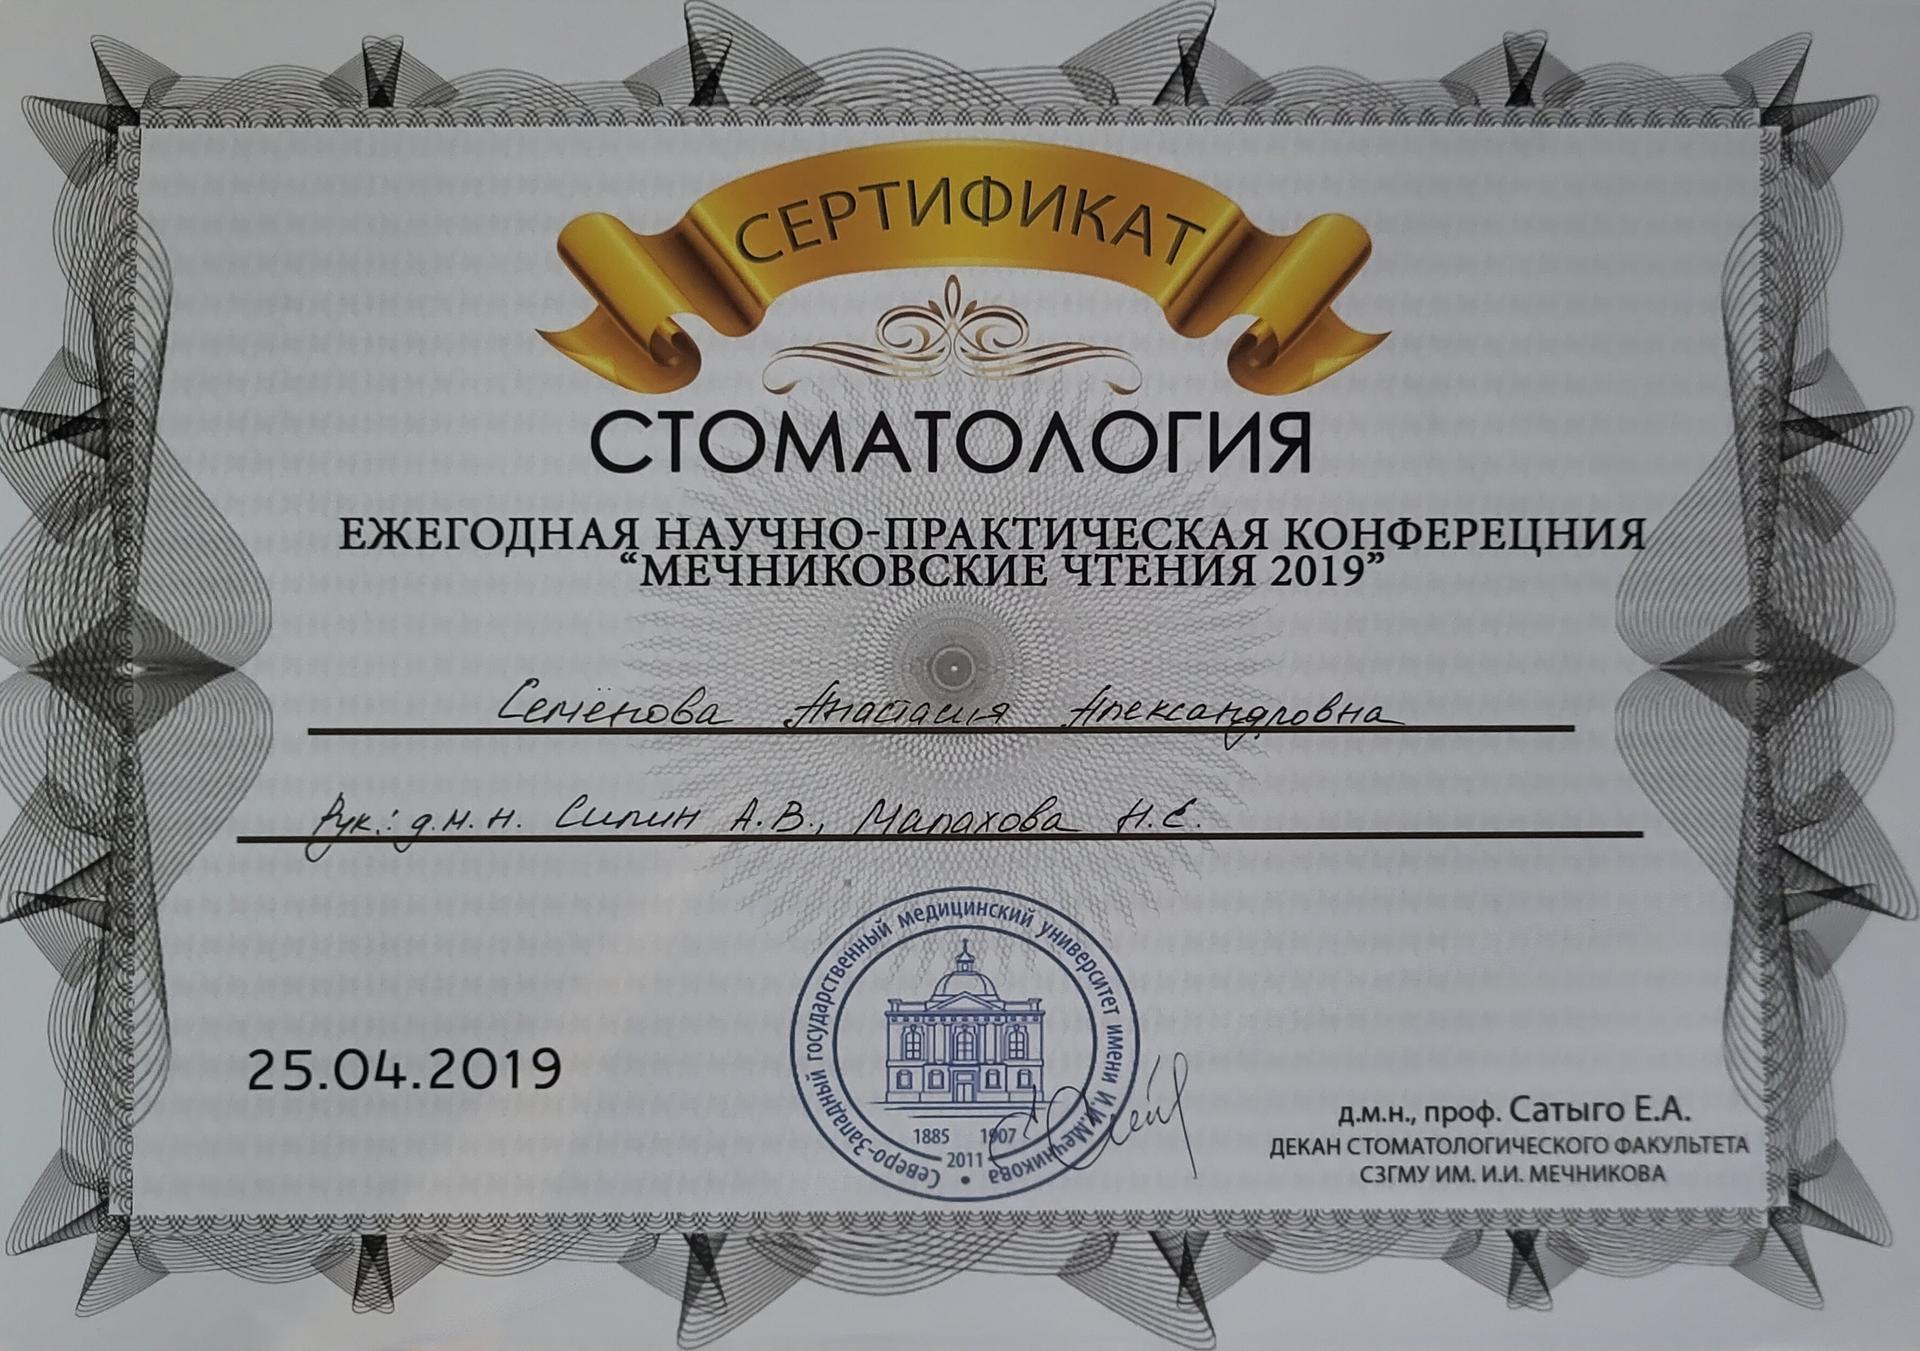 СЕРТИФИКАТ
СТОМАТОЛОГИЯ
ЕЖЕГОДНАЯ НАУЧНО-ПРАКТИЧЕСКАЯ КОНФЕРЕЦНИЯ
“МЕЧНИКОВСКИЕ ЧТЕНИЯ 2019”
Семёнова Анастасия Александровна
Рук.: д.м.н. Силин А.В., Малахова Н.Е.
Северо-Западный государственный медицинский университет имени И.И.Мечникова
1885 1907
2011
25.04.2019
д.м.н., проф. Сатыго Е.А.
ДЕКАН СТОМАТОЛОГИЧЕСКОГО ФАКУЛЬТЕТА
СЗГМУ ИМ. И.И. МЕЧНИКОВА